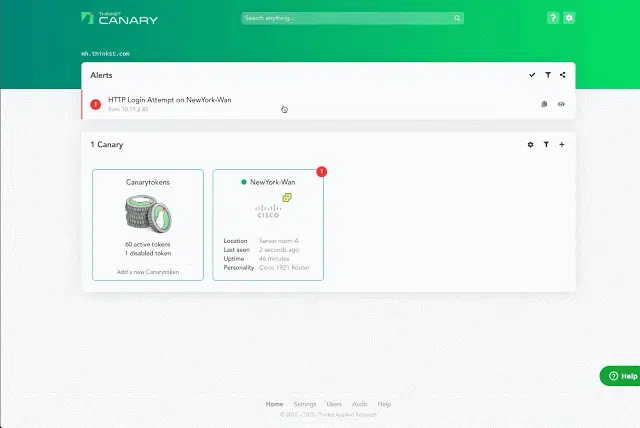 THINKST
CANARY
Search anything...
?
mh.thinkst.com
Alerts
!
HTTP Login Attempt on NewYork-Wan
from 10.11.2.45
1 Canary
Canarytokens
60 active tokens
1 disabled token
Add a new Canarytoken
1
NewYork-Wan
CISCO
Location Server room A
Last seen 2 seconds ago
Uptime 46 minutes
Personality Cisco 1921 Router
? Help
Home Settings Users Audit Help
© 2015 - 2020, Thinkst Applied Research